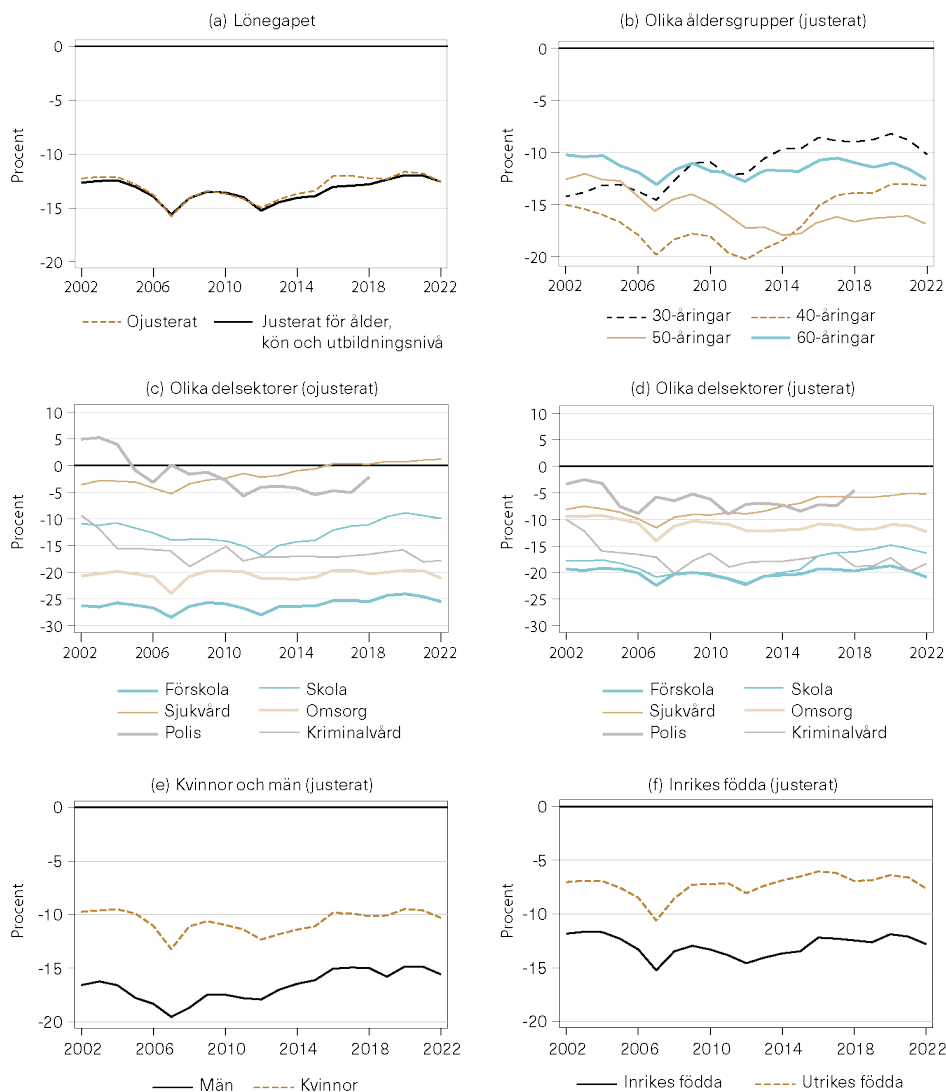 (a) Lönegapet
0
-5
-10
-15
-20
Procent
2002 2006 2010 2014 2018 2022
Ojusterat
Justerat för ålder,
kön och utbildningsnivå
(b) Olika åldersgrupper (justerat)
0
-5
-10
-15
-20
Procent
2002 2006 2010 2014 2018 2022
30-åringar 40-åringar
50-åringar 60-åringar
(c) Olika delsektorer (ojusterat)
10
5
0
-5
-10
-15
-20
-25
-30
Procent
2002 2006 2010 2014 2018 2022
Förskola Skola
Sjukvård Omsorg
Polis Kriminalvård
(d) Olika delsektorer (justerat)
10
5
0
-5
-10
-15
-20
-25
-30
Procent
2002 2006 2010 2014 2018 2022
Förskola Skola
Sjukvård Omsorg
Polis Kriminalvård
(e) Kvinnor och män (justerat)
0
-5
-10
-15
-20
Procent
2002 2006 2010 2014 2018 2022
Män Kvinnor
(f) Inrikes födda (justerat)
0
-5
-10
-15
-20
Procent
2002 2006 2010 2014 2018 2022
Inrikes födda Utrikes födda